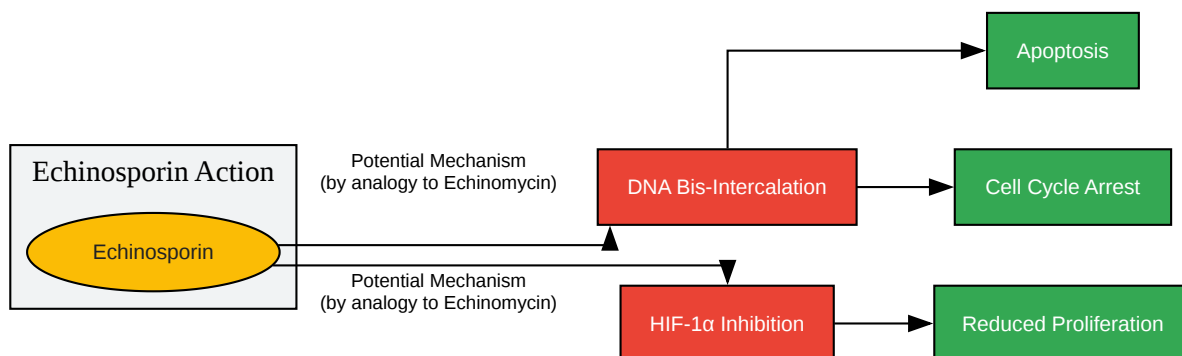 Apoptosis
Echinosporin Action
Potential Mechanism
(by analogy to Echinomycin)
DNA Bis-Intercalation
Cell Cycle Arrest
Echinosporin
Potential Mechanism
(by analogy to Echinomycin)
HIF-1α Inhibition
Reduced Proliferation